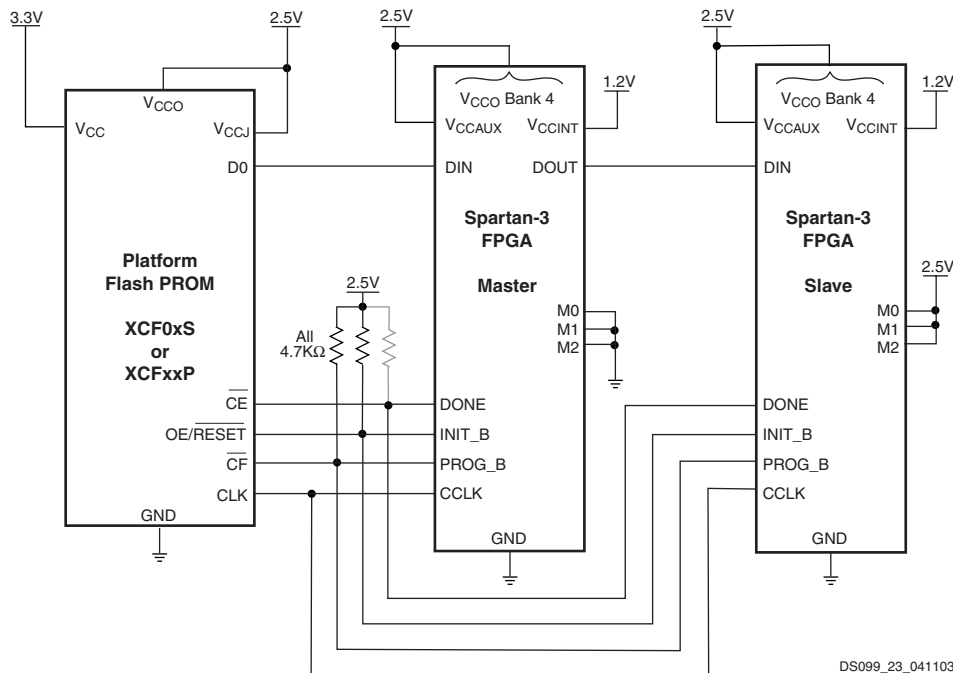 3.3V
2.5V
2.5V
2.5V
VCCO
VCC
VCCJ
D0
Platform
Flash PROM
XCF0xS
or
XCFxxP
CE
OE/RESET
CF
CLK
GND
2.5V
All
4.7KΩ
VCCO Bank 4
1.2V
VCCAUX
VCCINT
DIN
DOUT
Spartan-3
FPGA
Master
M0
M1
M2
DONE
INIT_B
PROG_B
CCLK
GND
VCCO Bank 4
1.2V
VCCAUX
VCCINT
DIN
Spartan-3
FPGA
Slave
2.5V
M0
M1
M2
DONE
INIT_B
PROG_B
CCLK
GND
DS099_23_041103